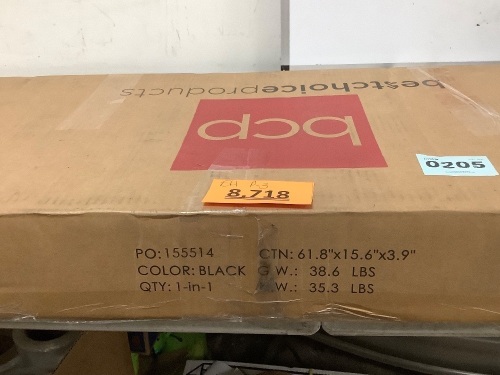 bestchoiceproducts
bcp
0205
8,718
PO: 155514
COLOR: BLACK
QTY: 1-in-1
CTN: 61.8"x15.6"x3.9"
G.W.: 38.6 LBS
.W.: 35.3 LBS